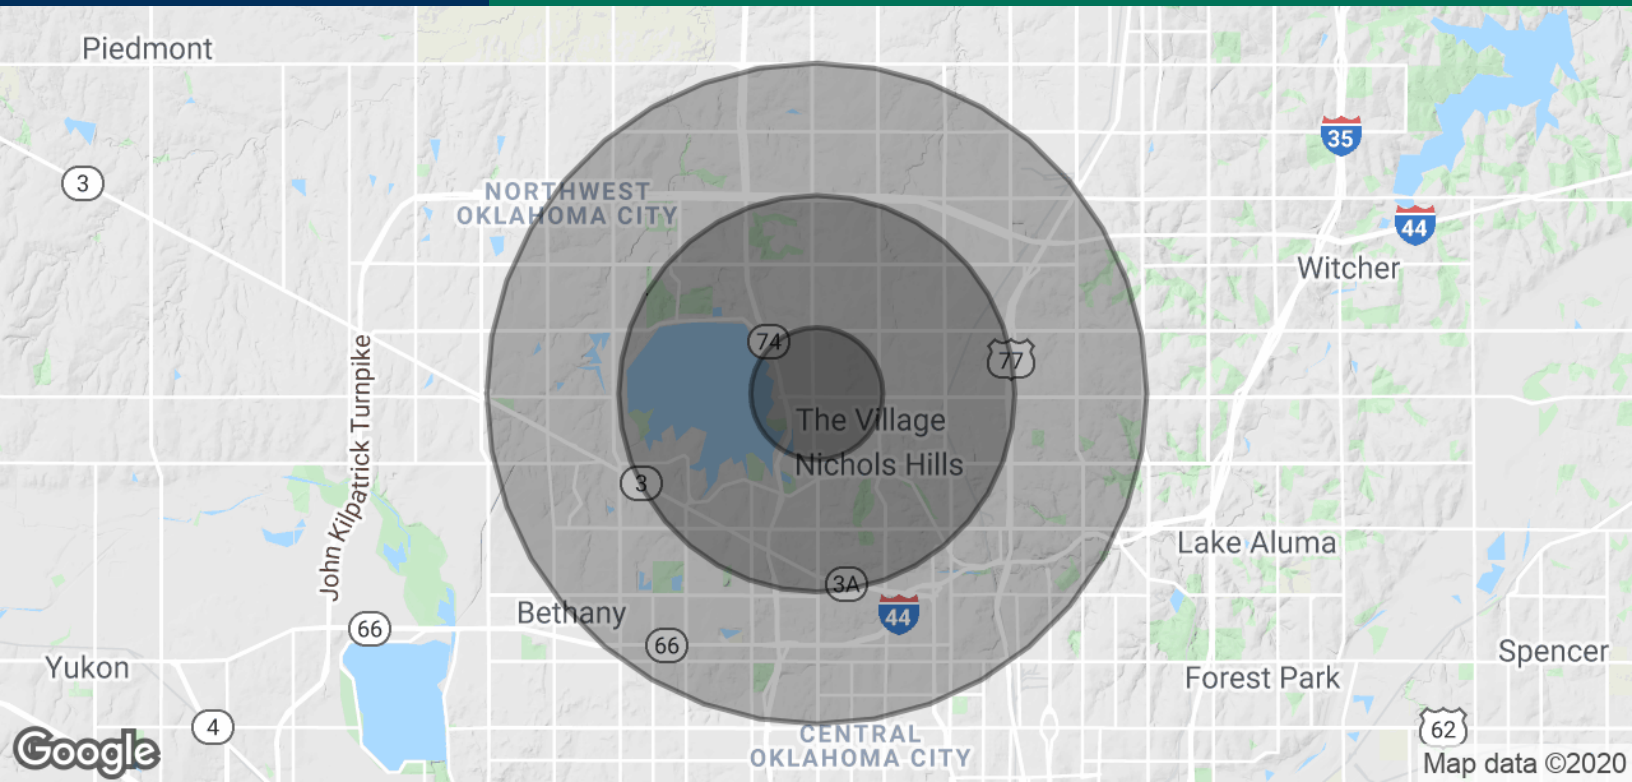 Piedmont
35
3
NORTHWEST
OKLAHOMA CITY
44
Witcher
74
77
John Kilpatrick Turnpike
The Village
Nichols Hills
3
Lake Aluma
3A
44
Bethany
66
66
Spencer
Yukon
Forest Park
4
62
CENTRAL
OKLAHOMA CITY
Google
Map data ©2020